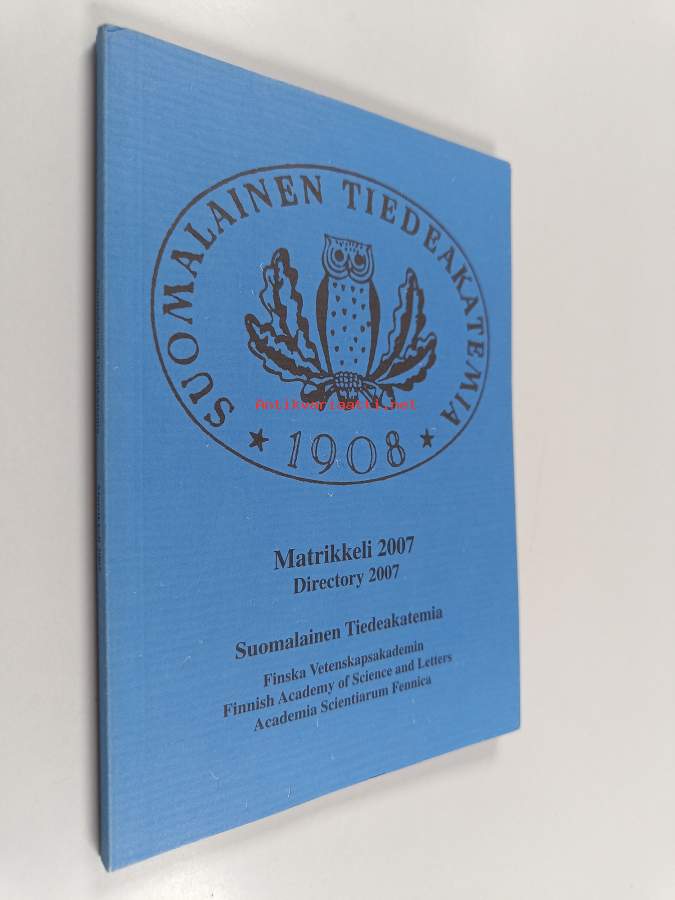 SUOMALAINEN TIEDEAKATEMIA
★ 1908 ★
Antikvariaatti.net
Matrikkeli 2007
Directory 2007
Suomalainen Tiedeakatemia
Finska Vetenskapsakademin
Finnish Academy of Science and Letters
Academia Scientiarum Fennica